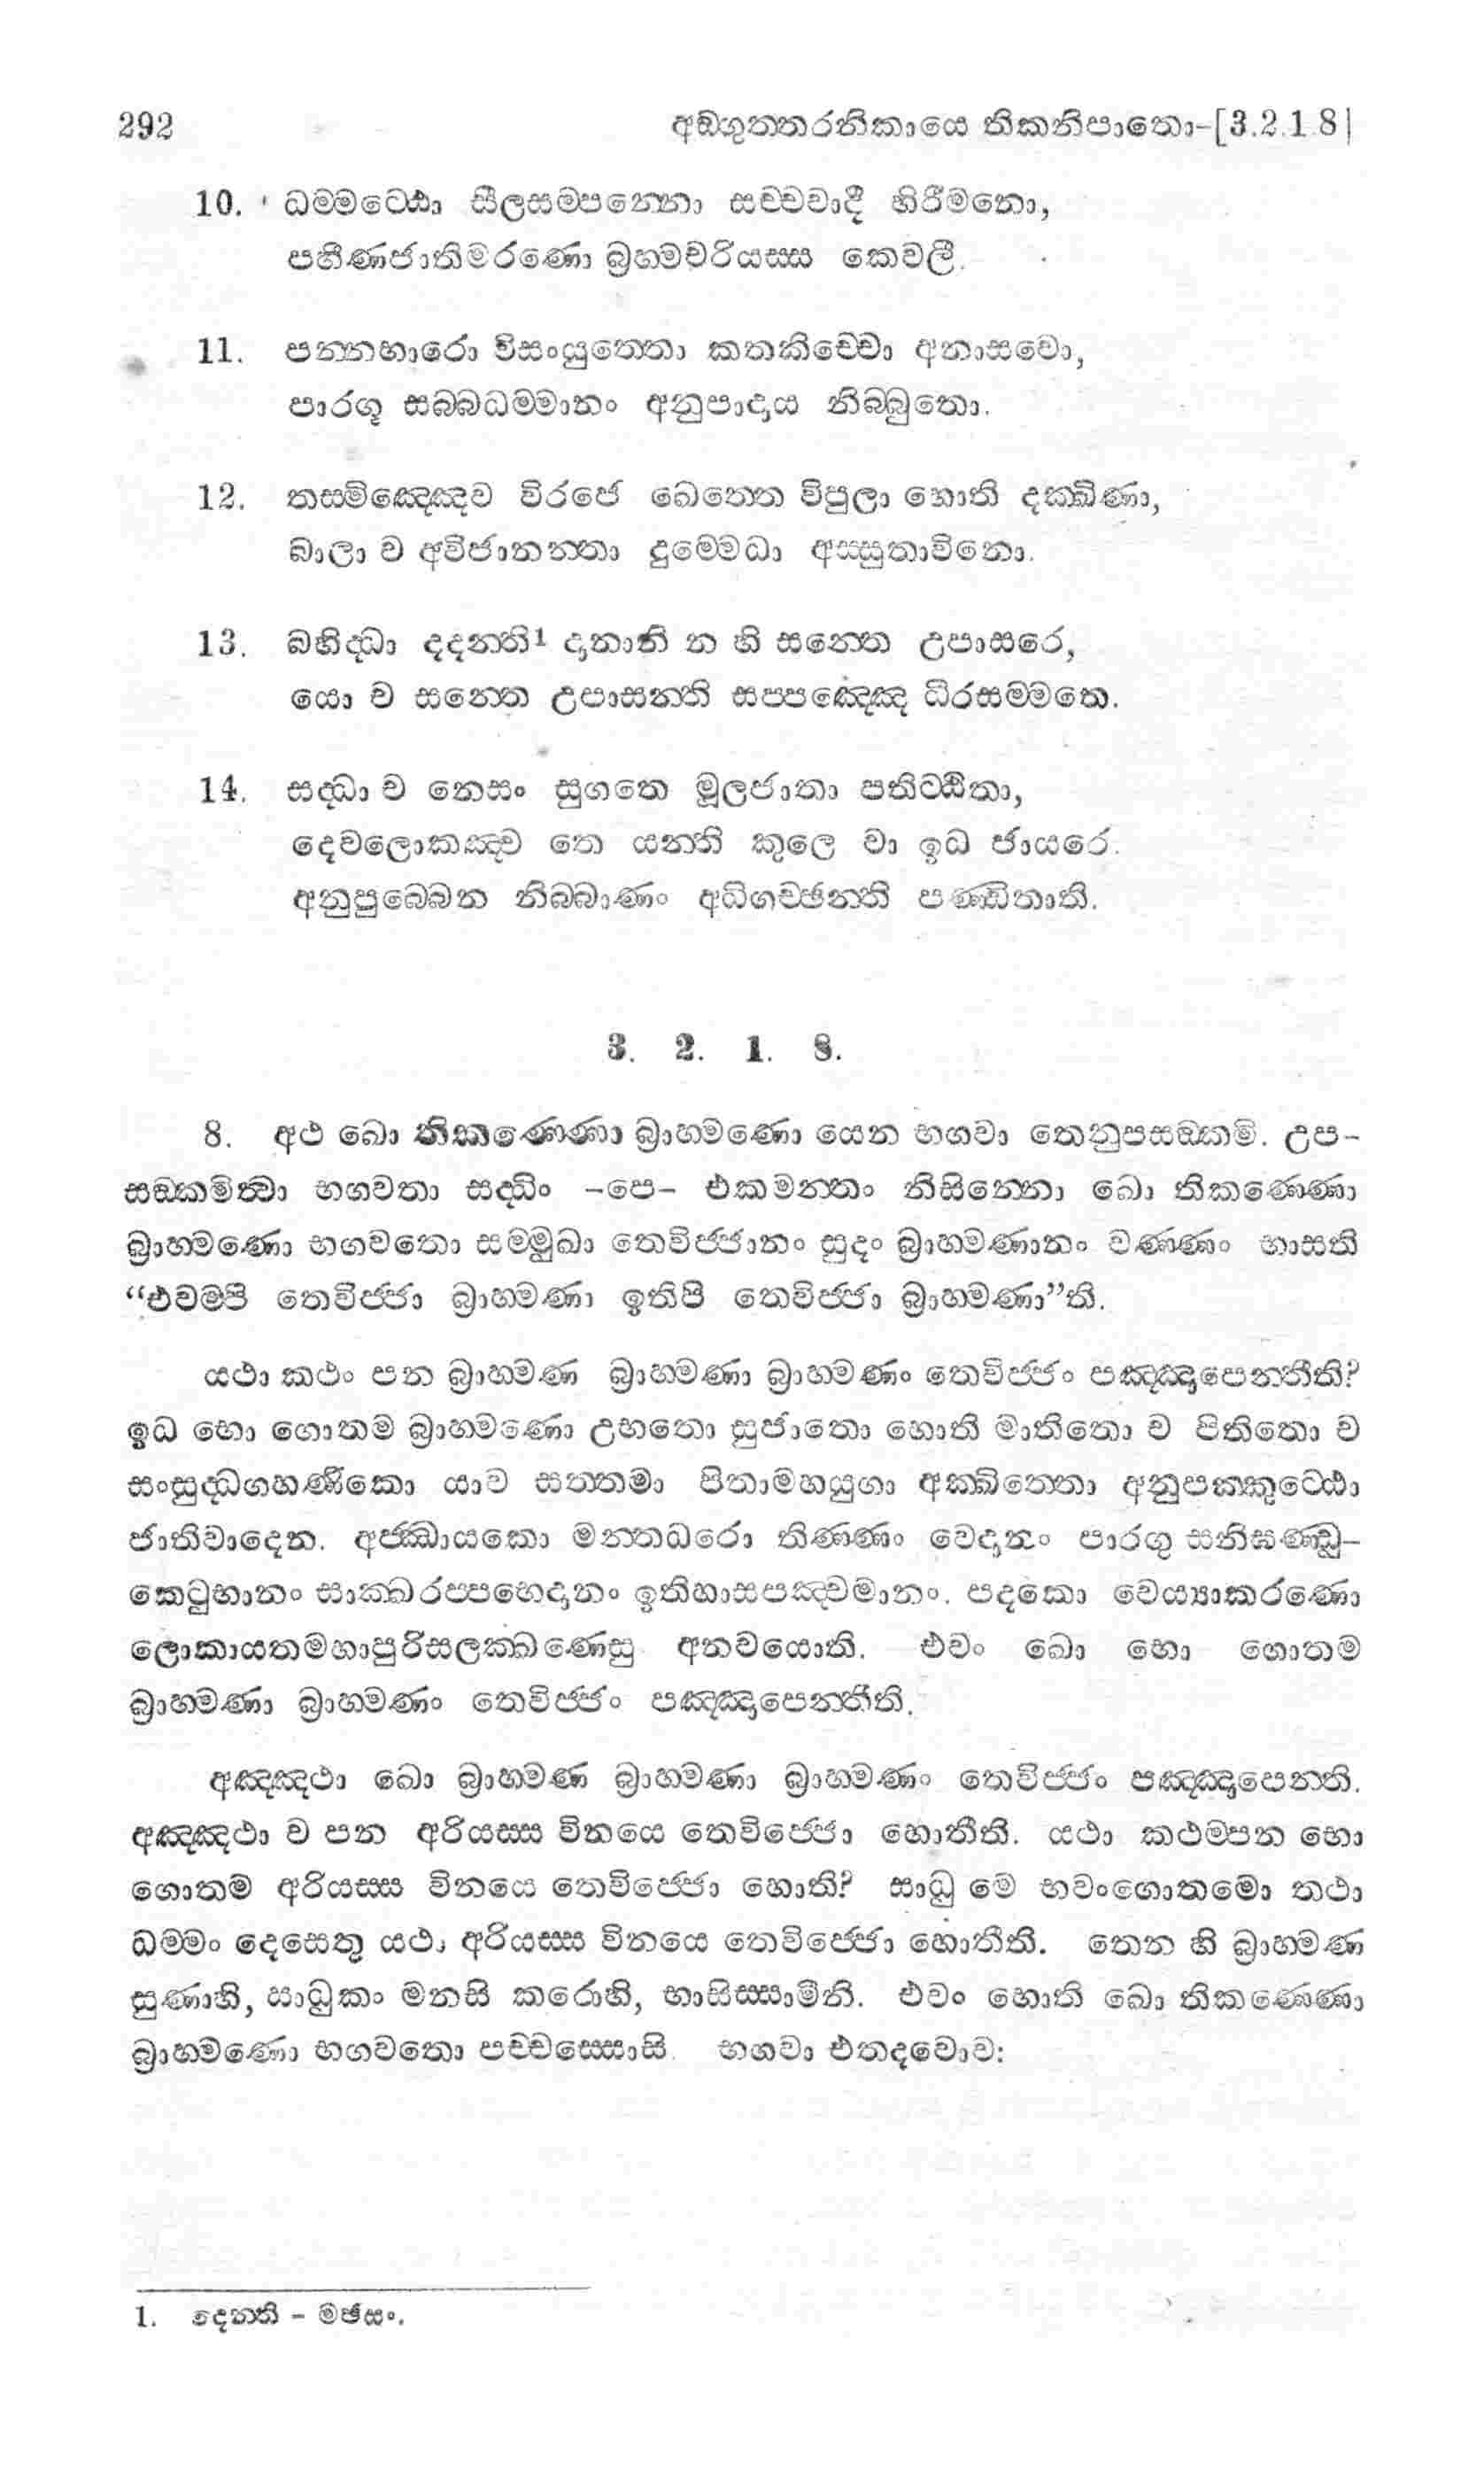 292 අඞ්ගුත්තරනිකායෙ තිකනිපාතො-[3.2.1.8]
10. ධම්මට්ඨො සීලසම්පන්නො සච්චවාදී හිරීමනො,
පහීණජාතිමරණො බ්‍රහ්මචරියස්ස කෙවලී.
11. පන්නභාරො විසංයුත්තො කතකිච්චො අනාසවො,
පාරගූ සබ්බධම්මානං අනුපාදාය නිබ්බුතො.
12. තස්මිඤ්ඤෙව විරජෙ ඛෙත්තෙ විපුලා හොති දක්ඛිණා,
බාලා ච අවිජානන්තා දුම්මෙධා අස්සුතාවිනො.
13. බහිද්ධා දදන්ති¹ දානානි න හි සන්තෙ උපාසරෙ,
යො ච සන්තෙ උපාසන්ති සප්පඤ්ඤෙ ධිරසම්මතෙ.
14. සද්ධා ච නෙසං සුගතෙ මූලජාතා පතිට්ඨිතා,
දෙවලොකඤ්ච තෙ යන්ති කුලෙ වා ඉධ ජායරෙ.
අනුපුබ්බෙන නිබ්බාණං අධිගච්ඡන්ති පණ්ඩිතාති.
3. 2. 1. 8.
8. අථ ඛො තිකණ්ණො බ්‍රාහ්මණො යෙන භගවා තෙනුපසඞ්කමි. උප-
සඞ්කමිත්වා භගවතා සද්ධිං -පෙ- එකමන්තං නිසින්නො ඛො තිකණ්ණො
බ්‍රාහ්මණො භගවතො සම්මුඛා තෙවිජ්ජානං සුදං බ්‍රාහ්මණානං වණ්ණං භාසති
“එවම්පි තෙවිජ්ජා බ්‍රාහ්මණා ඉතිපි තෙවිජ්ජා බ්‍රාහ්මණා”ති.
යථා කථං පන බ්‍රාහ්මණ බ්‍රාහ්මණා බ්‍රාහ්මණං තෙවිජ්ජං පඤ්ඤාපෙන්තීති?
ඉධ භො ගොතම බ්‍රාහ්මණො උභතො සුජාතො හොති මාතිතො ච පිතිතො ච
සංසුද්ධගහණිකො යාව සත්තමා පිතාමහයුගා අක්ඛිත්තො අනුපක්කුට්ඨො
ජාතිවාදෙන. අජ්ඣායකො මන්තධරො තිණ්ණං වෙදානං පාරගු සනිඝණ්ඩු-
කෙටුභානං සාක්ඛරප්පභෙදානං ඉතිහාසපඤ්චමානං. පදකො වෙය්‍යාකරණො
ලොකායතමහාපුරිසලක්ඛණෙසු අනවයොති. එවං ඛො භො ගොතම
බ්‍රාහ්මණා බ්‍රාහ්මණං තෙවිජ්ජං පඤ්ඤාපෙන්තීති.
අඤ්ඤථා ඛො බ්‍රාහ්මණ බ්‍රාහ්මණා බ්‍රාහ්මණං තෙවිජ්ජං පඤ්ඤාපෙන්ති.
අඤ්ඤථා ච පන අරියස්ස විනයෙ තෙවිජ්ජො හොතීති. යථා කථම්පන භො
ගොතම අරියස්ස විනයෙ තෙවිජ්ජො හොති? සාධු මෙ භවංගොතමො තථා
ධම්මං දෙසෙතු යථා අරියස්ස විනයෙ තෙවිජ්ජො හොතීති. තෙන හි බ්‍රාහ්මණ
සුණාහි, සාධුකං මනසි කරොහි, භාසිස්සාමීති. එවං හොති ඛො තිකණ්ණො
බ්‍රාහ්මණො භගවතො පච්චස්සොසි. භගවා එතදවොච:
1. දෙන්ති - මඡසං.